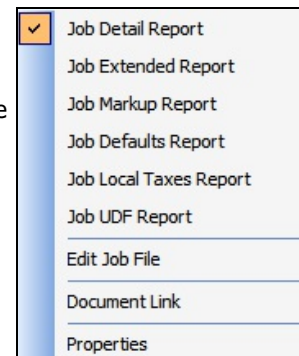 Job Detail Report
Job Extended Report
Job Markup Report
e
Job Defaults Report
Job Local Taxes Report
Job UDF Report
Edit Job File
Document Link
Properties